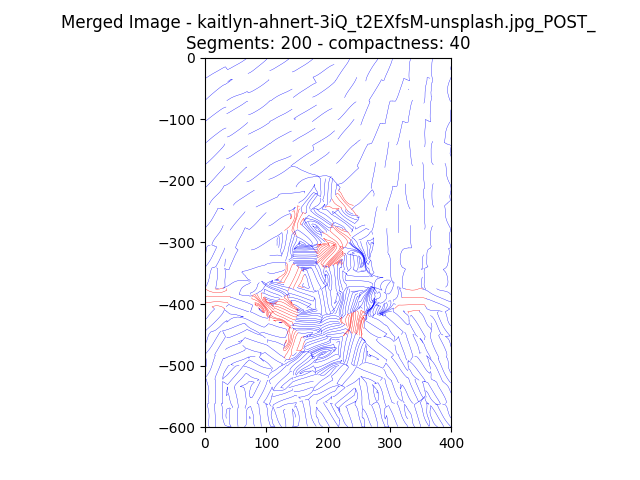 Merged Image - kaitlyn-ahnert-3iQ_t2EXfsM-unsplash.jpg_POST_
Segments: 200 - compactness: 40
0
−100
−200
−300
−400
−500
−600
0 100 200 300 400